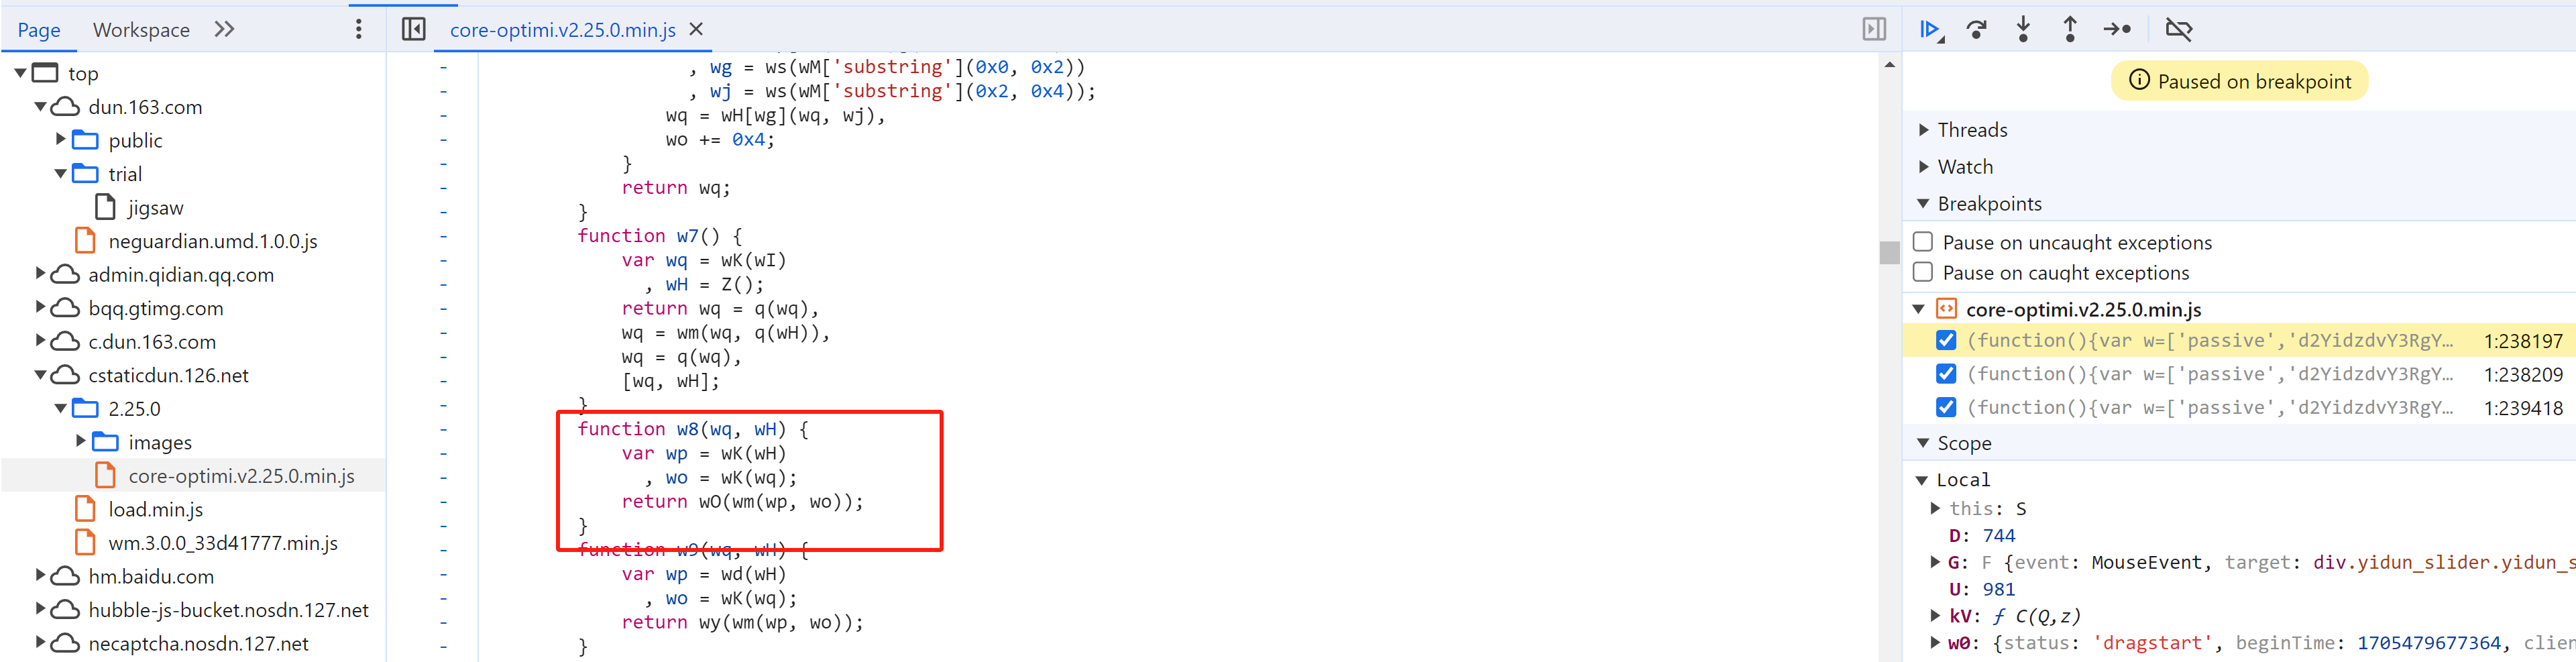 Page Workspace
top
dun.163.com
public
trial
jigsaw
neguardian.umd.1.0.0.js
admin.qidian.qq.com
bqq.gtimg.com
c.dun.163.com
cstaticdun.126.net
2.25.0
images
core-optimi.v2.25.0.min.js
load.min.js
wm.3.0.0_33d41777.min.js
hm.baidu.com
hubble-js-bucket.nosdn.127.net
necaptcha.nosdn.127.net
core-optimi.v2.25.0.min.js
- , wg = ws(wM['substring'](0x0, 0x2))
- , wj = ws(wM['substring'](0x2, 0x4));
- wq = wH[wg](wq, wj),
- wo += 0x4;
- }
- return wq;
- }
- function w7() {
- var wq = wK(wI)
- , wH = Z();
- return wq = q(wq),
- wq = wm(wq, q(wH)),
- wq = q(wq),
- [wq, wH];
- }
- function w8(wq, wH) {
- var wp = wK(wH)
- , wo = wK(wq);
- return wO(wm(wp, wo));
- }
- function w9(wq, wH) {
- var wp = wd(wH)
- , wo = wK(wq);
- return wy(wm(wp, wo));
- }
Paused on breakpoint
Threads
Watch
Breakpoints
Pause on uncaught exceptions
Pause on caught exceptions
core-optimi.v2.25.0.min.js
(function(){var w=['passive','d2YidzdvY3RgY… 1:238197
(function(){var w=['passive','d2YidzdvY3RgY… 1:238209
(function(){var w=['passive','d2YidzdvY3RgY… 1:239418
Scope
Local
this: S
D: 744
G: F {event: MouseEvent, target: div.yidun_slider.yidun_s
U: 981
kV: ƒ C(Q,z)
w0: {status: 'dragstart', beginTime: 1705479677364, clien